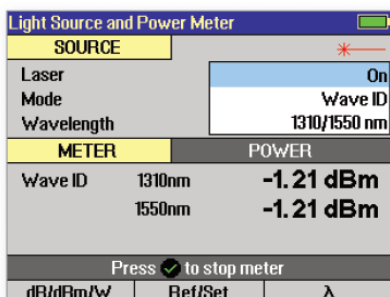 Light Source and Power Meter
SOURCE
Laser On
Mode Wave ID
Wavelength 1310/1550 nm
METER POWER
Wave ID 1310nm -1.21 dBm
1550nm -1.21 dBm
Press to stop meter
dB/dBm/W Ref/Set λ